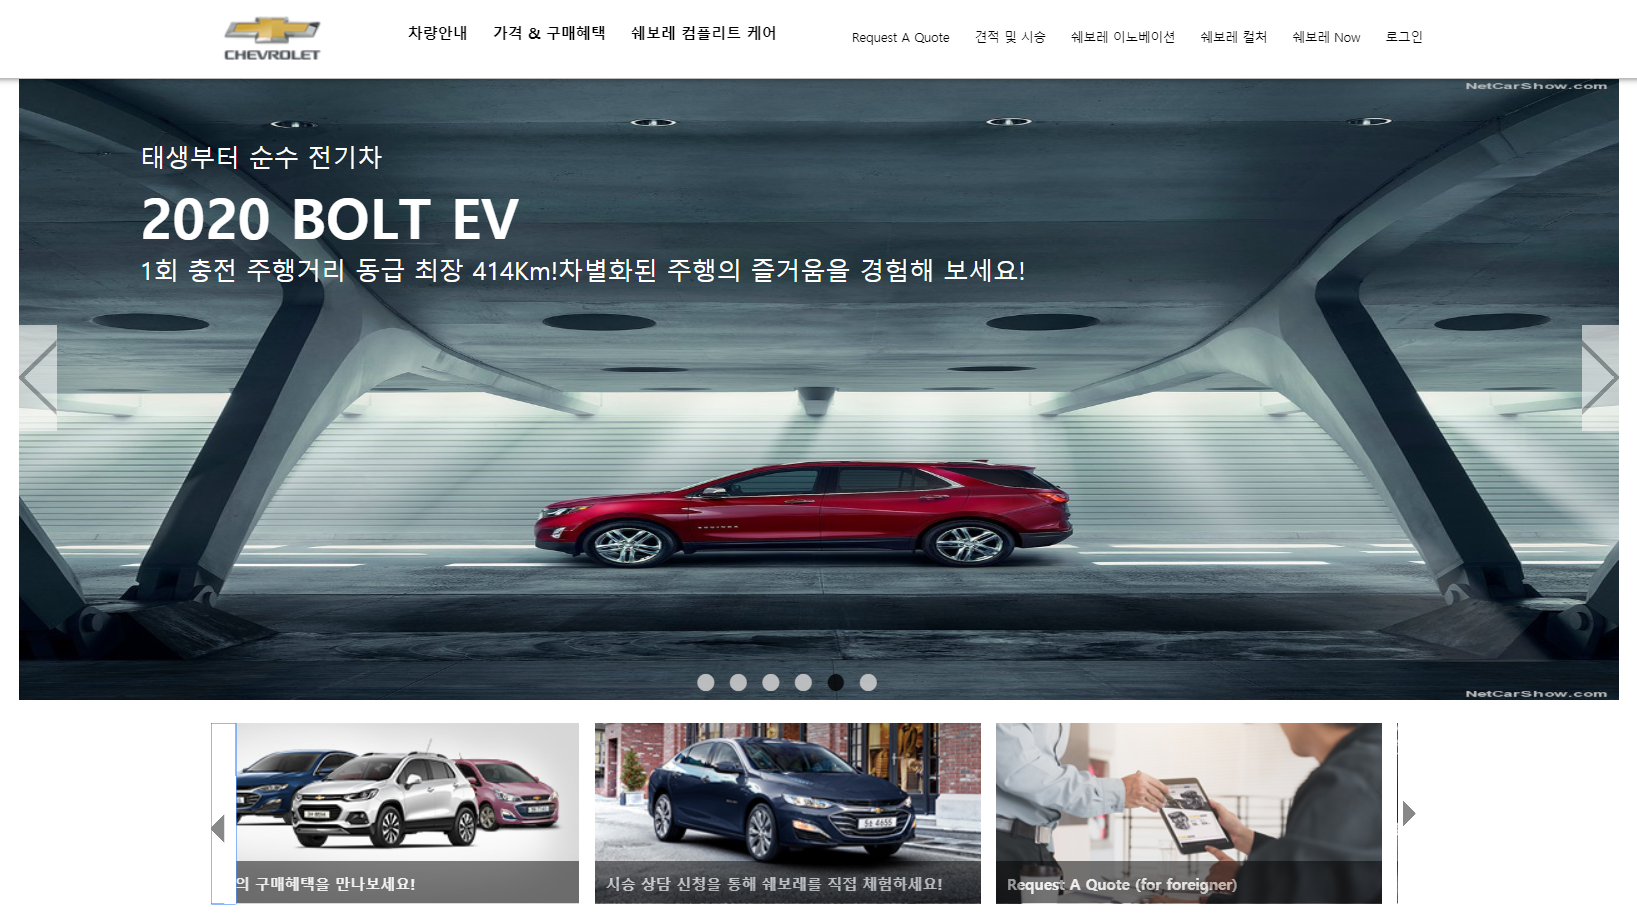 CHEVROLET
차량안내 가격 & 구매혜택 쉐보레 컴플리트 케어
Request A Quote 견적 및 시승 쉐보레 이노베이션 쉐보레 컬처 쉐보레 Now 로그인
NetCarShow.com
태생부터 순수 전기차
2020 BOLT EV
1회 충전 주행거리 동급 최장 414Km!차별화된 주행의 즐거움을 경험해 보세요!
EQUINOX
NetCarShow.com
의 구매혜택을 만나보세요!
시승 상담 신청을 통해 쉐보레를 직접 체험하세요!
Request A Quote (for foreigner)